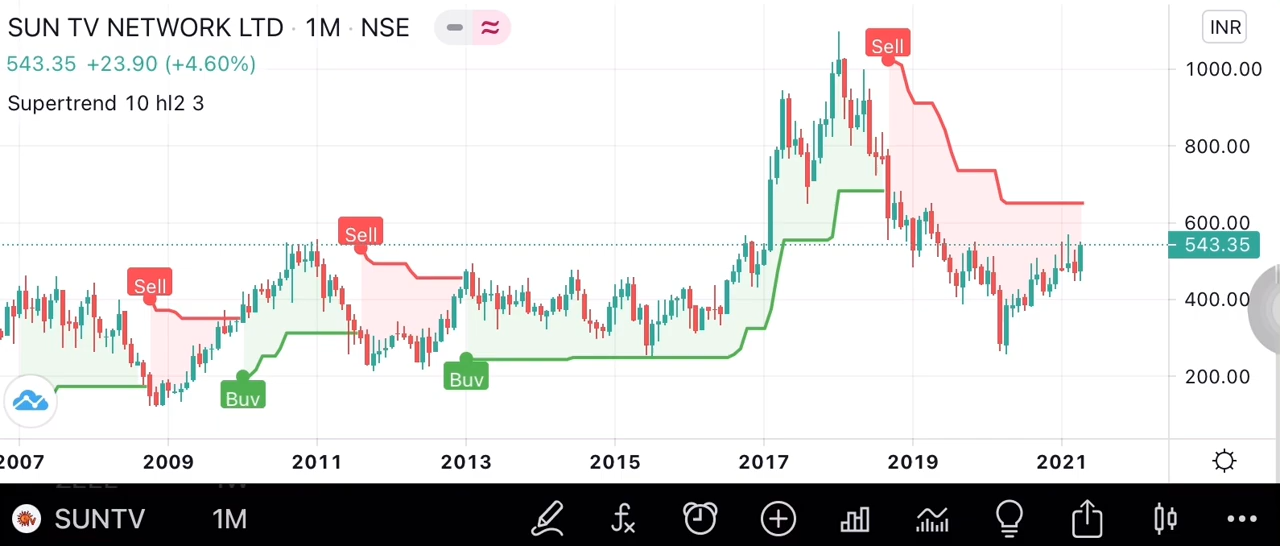 SUN TV NETWORK LTD · 1M · NSE
INR
543.35 +23.90 (+4.60%)
Supertrend 10 hl2 3
Sell
1000.00
800.00
Sell
600.00
543.35
Sell
400.00
Buy
200.00
Buy
2007 2009 2011 2013 2015 2017 2019 2021
SUNTV 1M